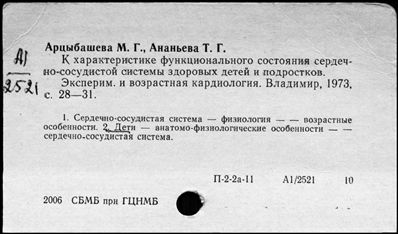 Арцыбашева М. Г., Ананьева Т. Г.
А1
2521
К характеристике функционального состояния сердеч-
но-сосудистой системы здоровых детей и подростков.
Эксперим. и возрастная кардиология. Владимир, 1973,
с. 28—31.
1. Сердечно-сосудистая система — физиология — — возрастные
особенности. 2. Дети — анатомо-физиологические особенности — —
сердечно-сосудистая система.
П-2-2а-11 А1/2521 10
2006 СБМБ при ГЦНМБ